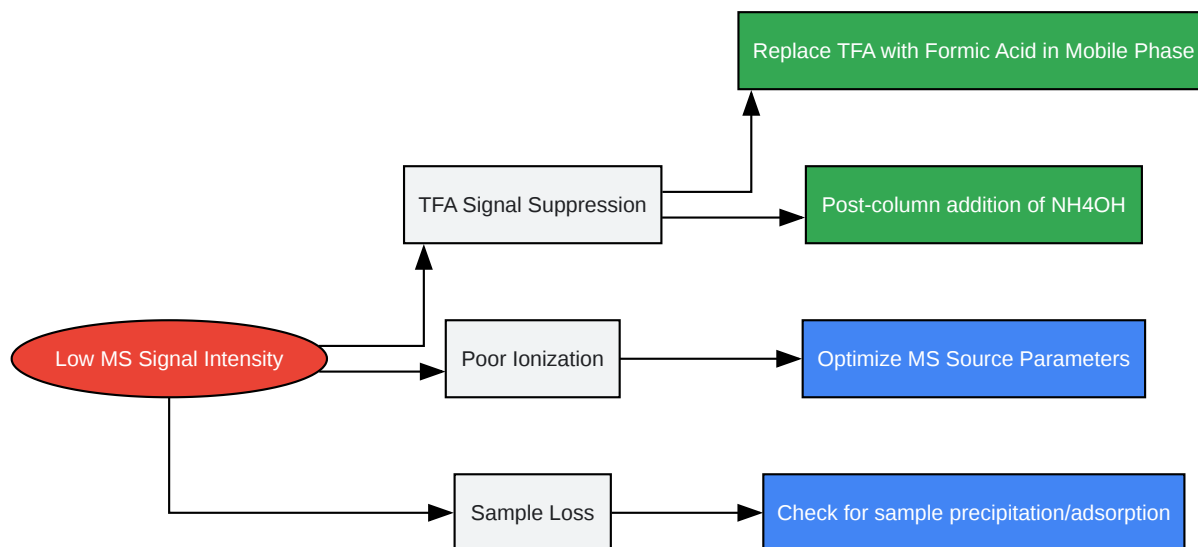 Replace TFA with Formic Acid in Mobile Phase
TFA Signal Suppression
Post-column addition of NH4OH
Low MS Signal Intensity
Poor Ionization
Optimize MS Source Parameters
Sample Loss
Check for sample precipitation/adsorption